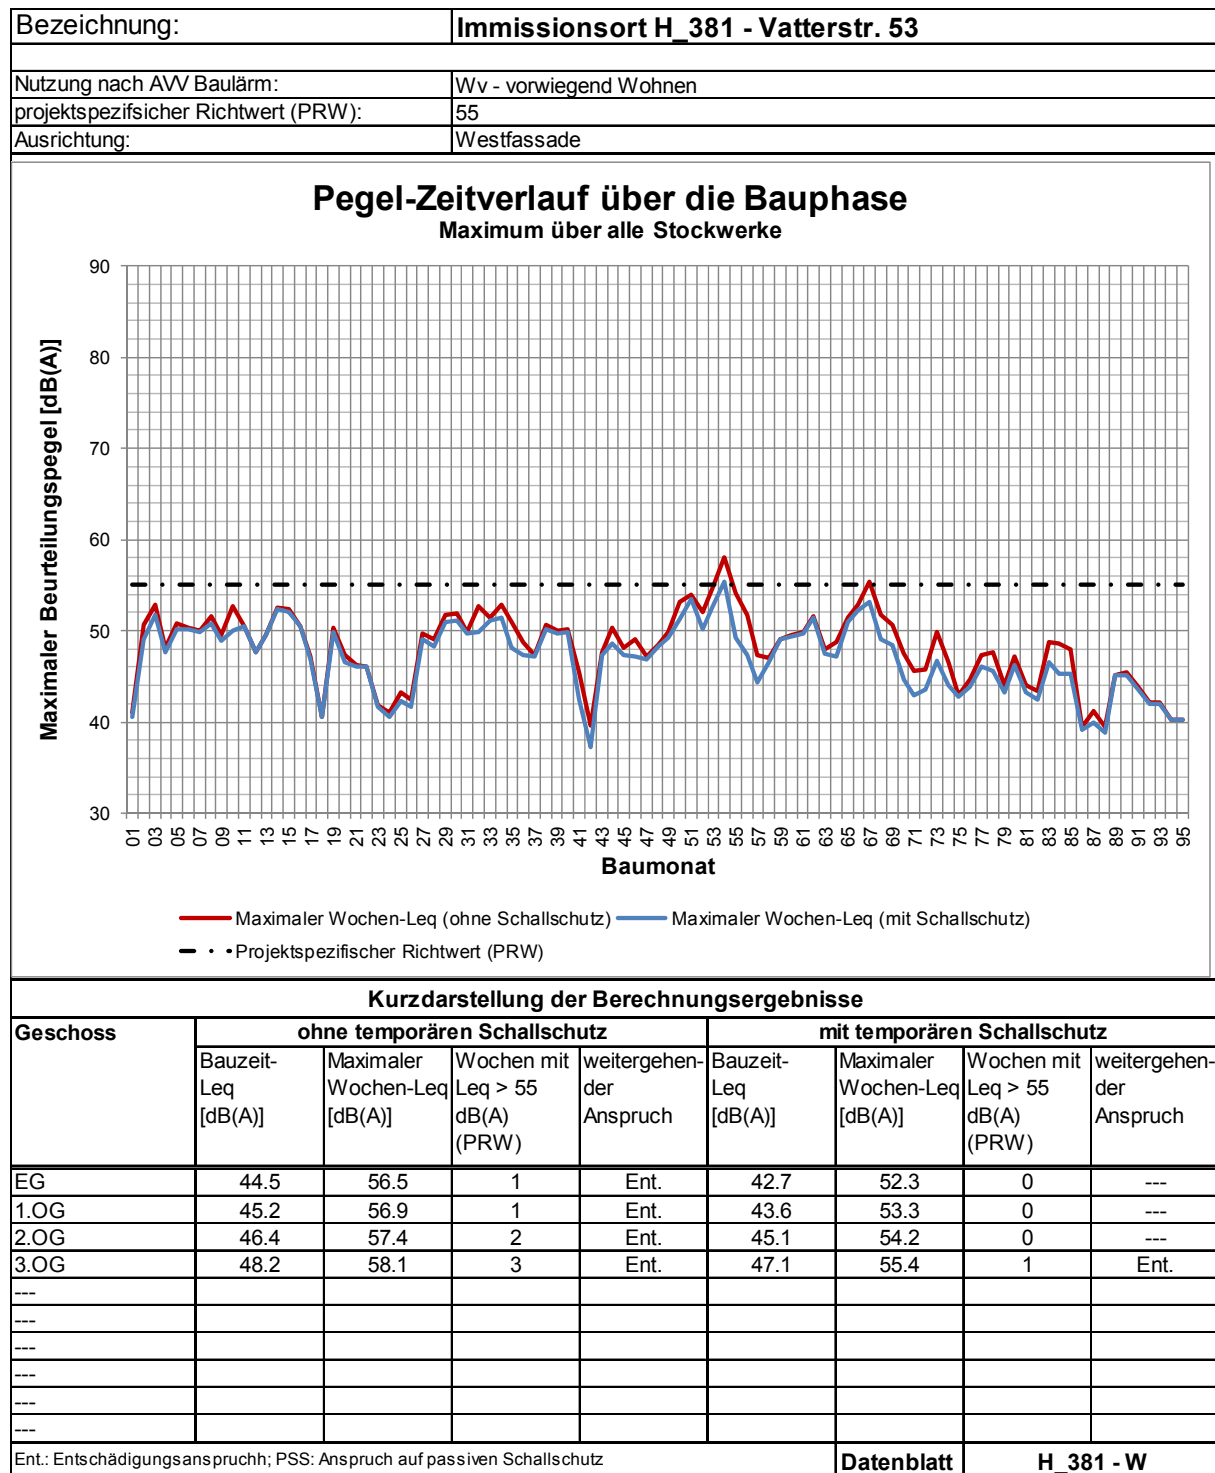 Bezeichnung: Immissionsort H_381 - Vatterstr. 53
Nutzung nach AVV Baulärm: Wv - vorwiegend Wohnen
projektspezifsicher Richtwert (PRW): 55
Ausrichtung: Westfassade
Pegel-Zeitverlauf über die Bauphase
Maximum über alle Stockwerke
Maximaler Beurteilungspegel [dB(A)]
90
80
70
60
50
40
30
01 03 05 07 09 11 13 15 17 19 21 23 25 27 29 31 33 35 37 39 41 43 45 47 49 51 53 55 57 59 61 63 65 67 69 71 73 75 77 79 81 83 85 87 89 91 93 95
Baumonat
Maximaler Wochen-Leq (ohne Schallschutz) Maximaler Wochen-Leq (mit Schallschutz)
Projektspezifischer Richtwert (PRW)
Kurzdarstellung der Berechnungsergebnisse
Geschoss ohne temporären Schallschutz mit temporären Schallschutz
Bauzeit- Maximaler Wochen mit weitergehen- Bauzeit- Maximaler Wochen mit weitergehen-
Leq Wochen-Leq Leq > 55 der Leq Wochen-Leq Leq > 55 der
[dB(A)] [dB(A)] dB(A) Anspruch [dB(A)] [dB(A)] dB(A) Anspruch
(PRW) (PRW)
EG 44.5 56.5 1 Ent. 42.7 52.3 0 ---
1.OG 45.2 56.9 1 Ent. 43.6 53.3 0 ---
2.OG 46.4 57.4 2 Ent. 45.1 54.2 0 ---
3.OG 48.2 58.1 3 Ent. 47.1 55.4 1 Ent.
---
---
---
---
---
---
Ent.: Entschädigungsanspruchh; PSS: Anspruch auf passiven Schallschutz Datenblatt H_381 - W